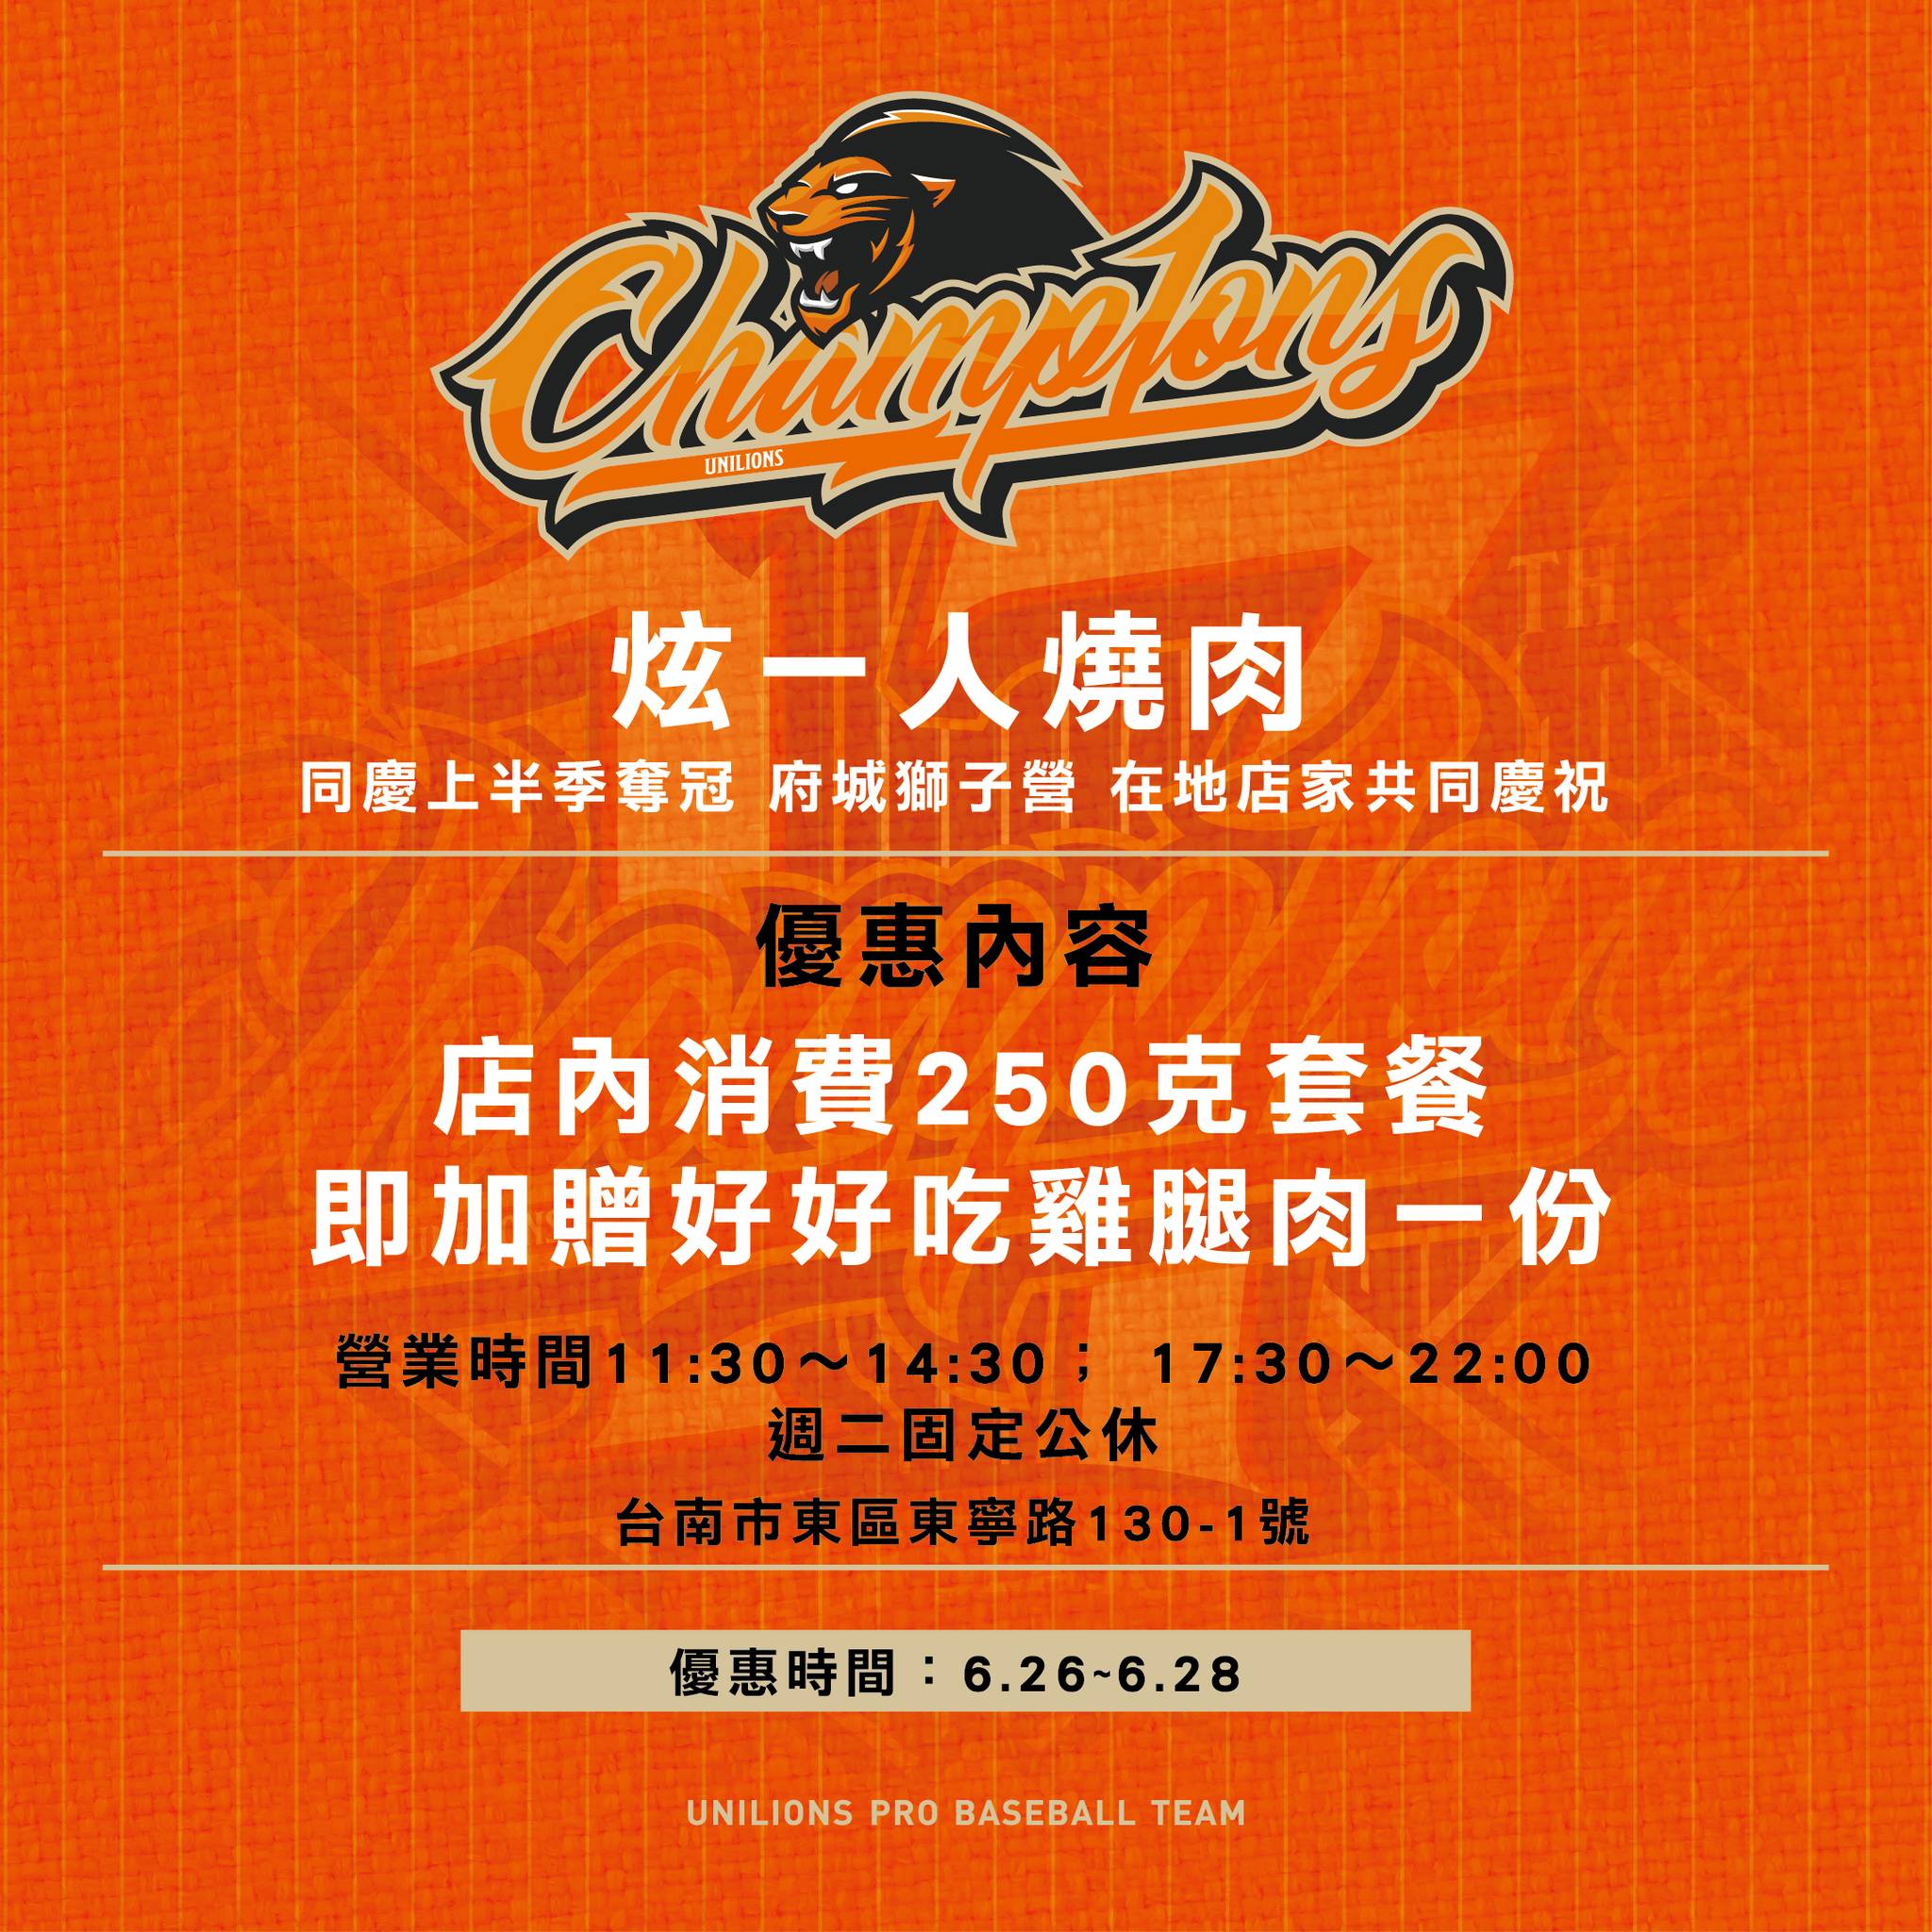 Champ1ons
UNILIONS
TH
炫一人燒肉
同慶上半季奪冠 府城獅子營 在地店家共同慶祝
優惠內容
店內消費250克套餐
即加贈好好吃雞腿肉一份
營業時間11:30～14:30； 17:30～22:00
週二固定公休
台南市東區東寧路130-1號
優惠時間：6.26~6.28
UNILIONS PRO BASEBALL TEAM